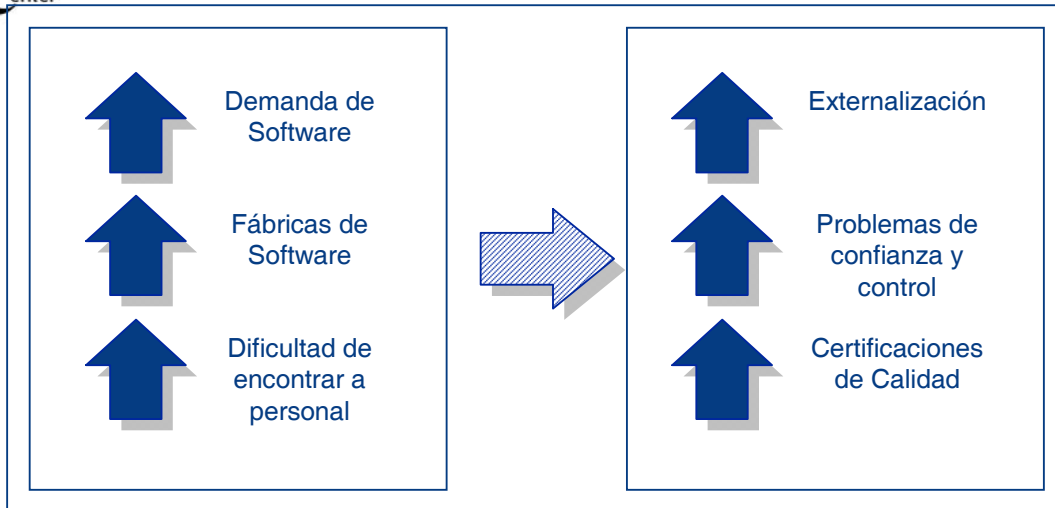 Demanda de
Software
Fábricas de
Software
Dificultad de
encontrar a
personal
Externalización
Problemas de
confianza y
control
Certificaciones
de Calidad